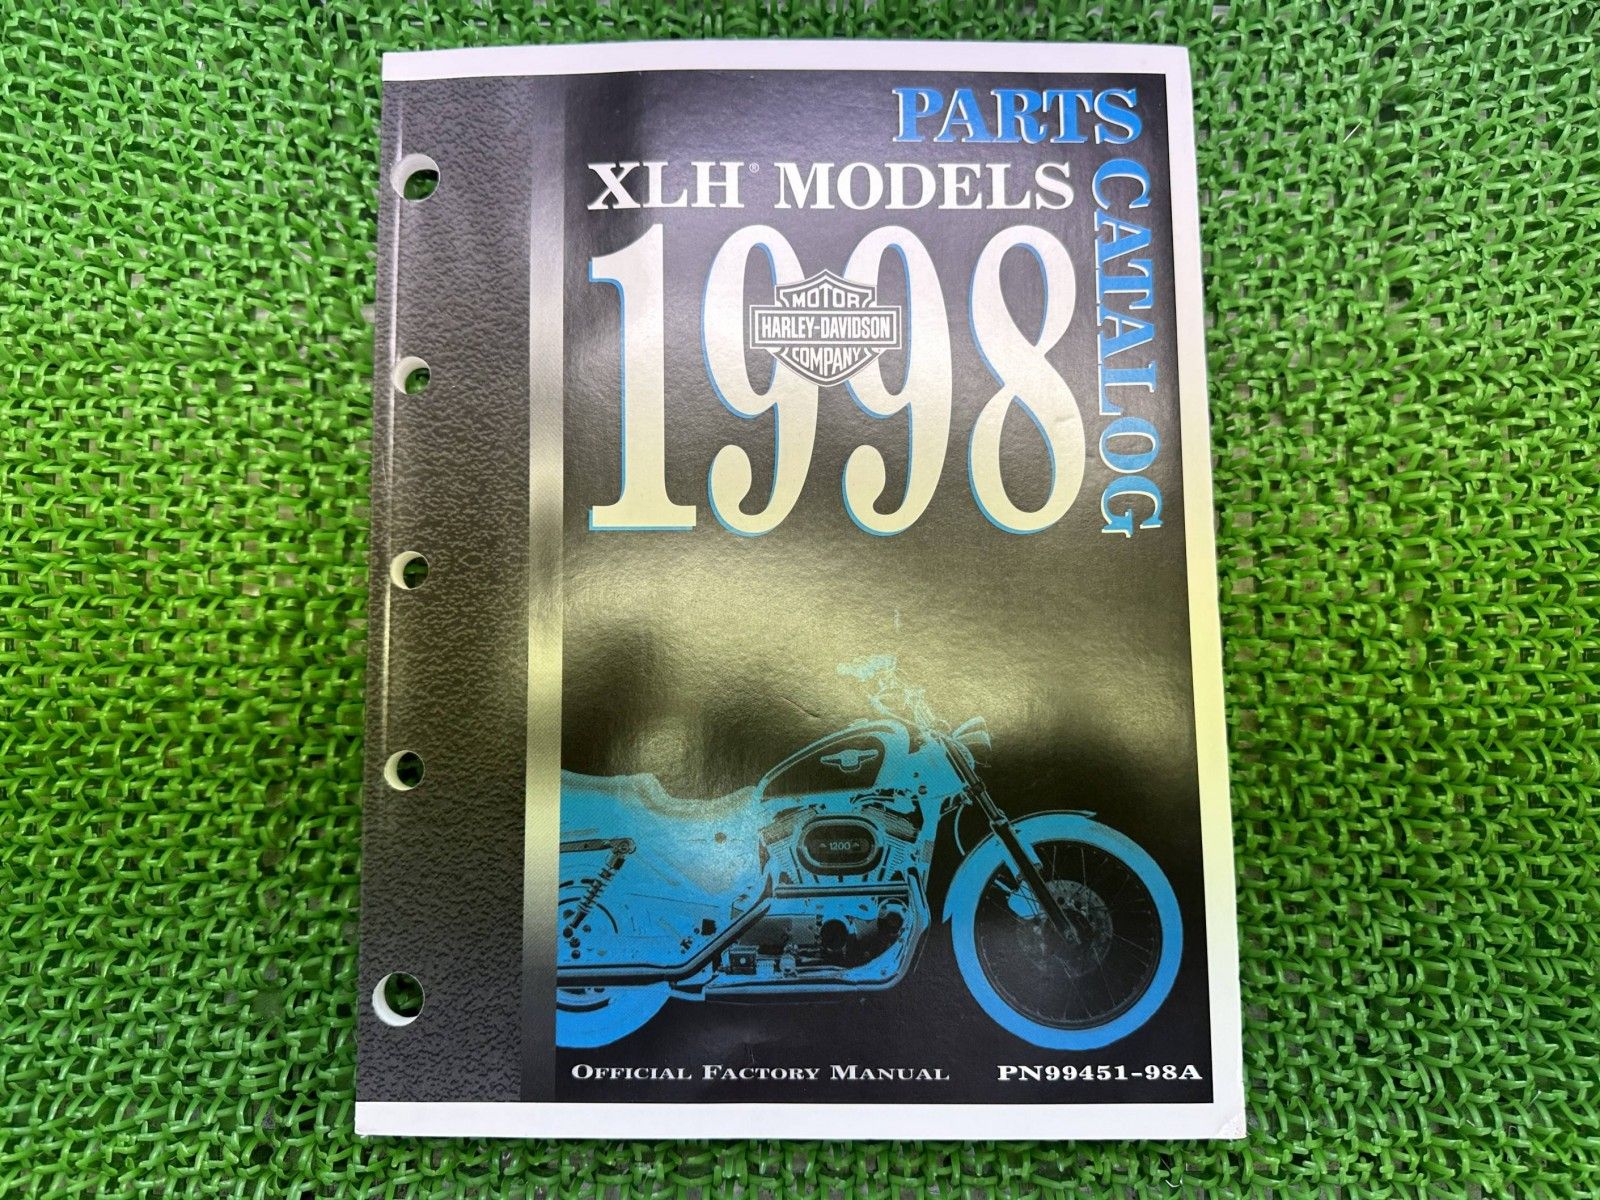 PARTS
CATALOG
XLH® MODELS
1998
MOTOR
HARLEY-DAVIDSON
COMPANY
1200
OFFICIAL FACTORY MANUAL
PN99451-98A